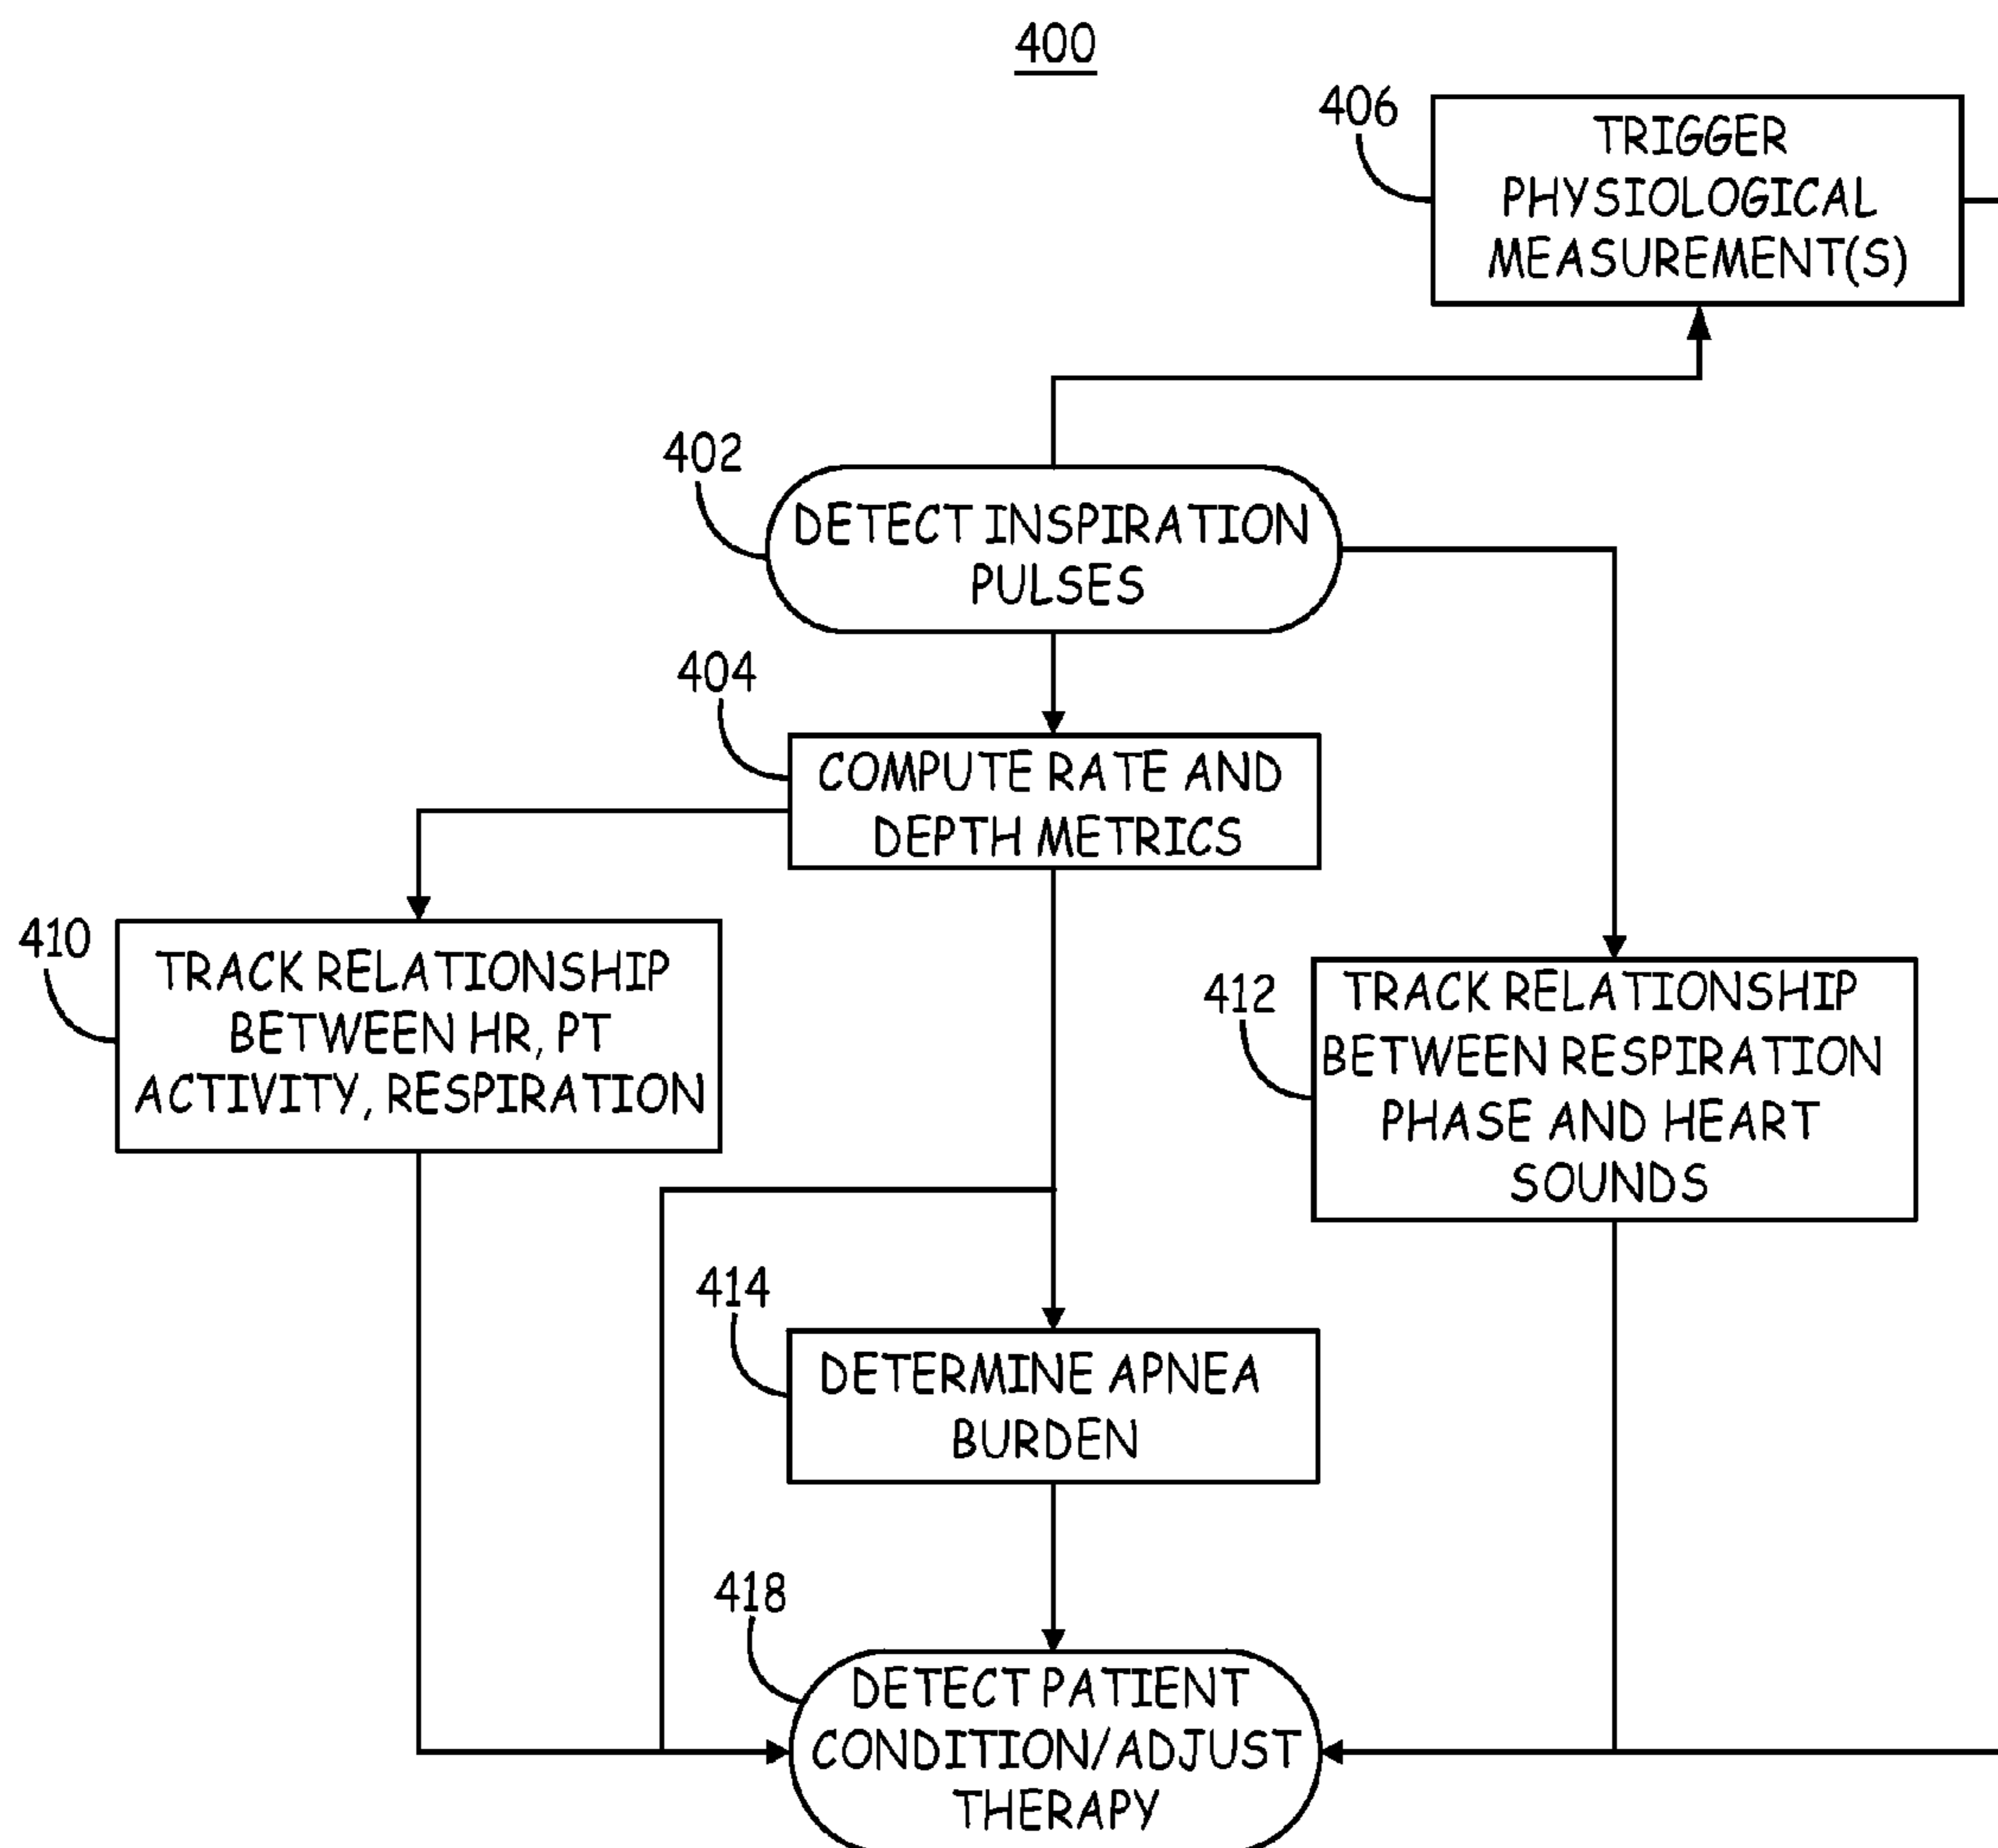 400
406
TRIGGER
PHYSIOLOGICAL
MEASUREMENT(S)
402
DETECT INSPIRATION
PULSES
404
COMPUTE RATE AND
DEPTH METRICS
410
TRACK RELATIONSHIP
BETWEEN HR, PT
ACTIVITY, RESPIRATION
412
TRACK RELATIONSHIP
BETWEEN RESPIRATION
PHASE AND HEART
SOUNDS
414
DETERMINE APNEA
BURDEN
418
DETECT PATIENT
CONDITION/ADJUST
THERAPY